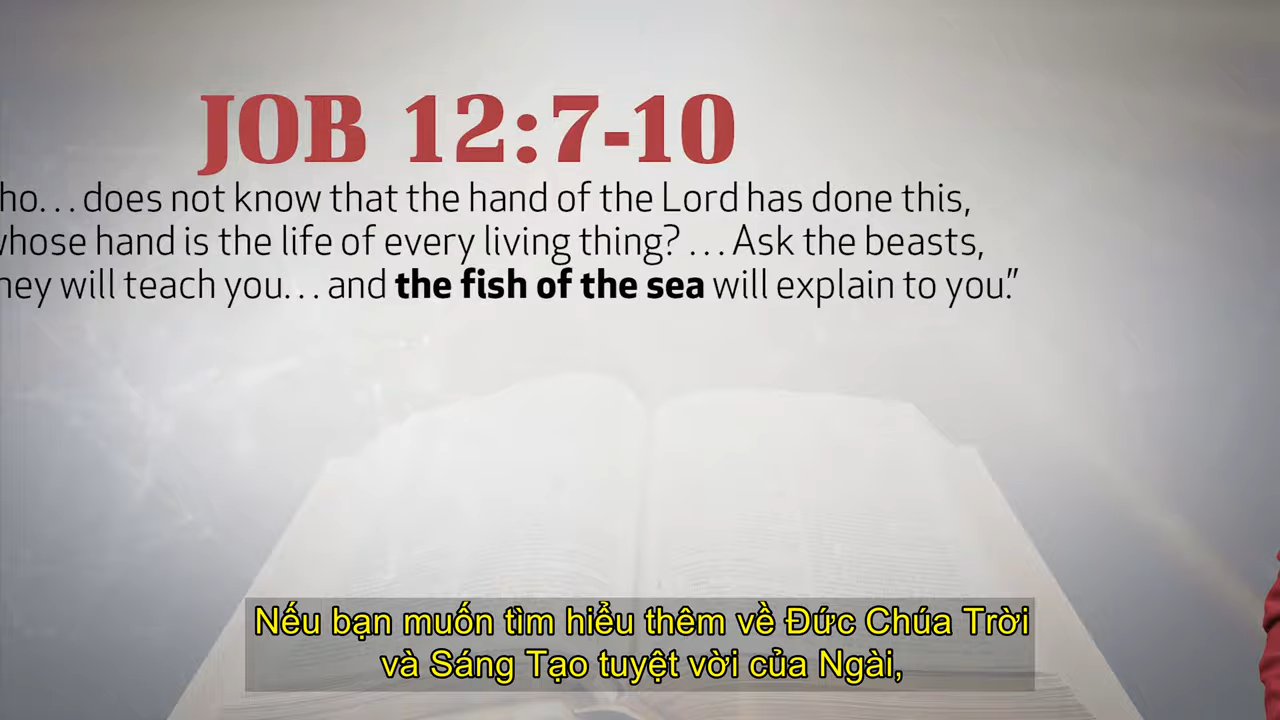 JOB 12:7-10
ho... does not know that the hand of the Lord has done this,
whose hand is the life of every living thing? ... Ask the beasts,
hey will teach you... and the fish of the sea will explain to you.”
Nếu bạn muốn tìm hiểu thêm về Đức Chúa Trời
và Sáng Tạo tuyệt vời của Ngài,